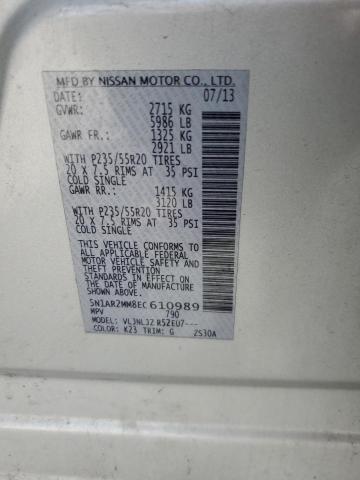 MFD BY NISSAN MOTOR CO., LTD.
DATE: 07/13
GVWR: 2715 KG
5986 LB
GAWR FR.: 1325 KG
2921 LB
WITH P235/55R20 TIRES
20 X 7.5 RIMS AT 35 PSI
COLD SINGLE
GAWR RR.: 1415 KG
3120 LB
WITH P235/55R20 TIRES
20 X 7.5 RIMS AT 35 PSI
COLD SINGLE
THIS VEHICLE CONFORMS TO
ALL APPLICABLE FEDERAL
MOTOR VEHICLE SAFETY AND
THEFT PREVENTION STANDARDS
IN EFFECT ON THE DATE OF
MANUFACTURE SHOWN ABOVE.
5N1AR2MM8EC610989
MPV 790
MODEL: VLJNLJZ R5ZEU7---
COLOR: K23 TRIM: G 2S30A